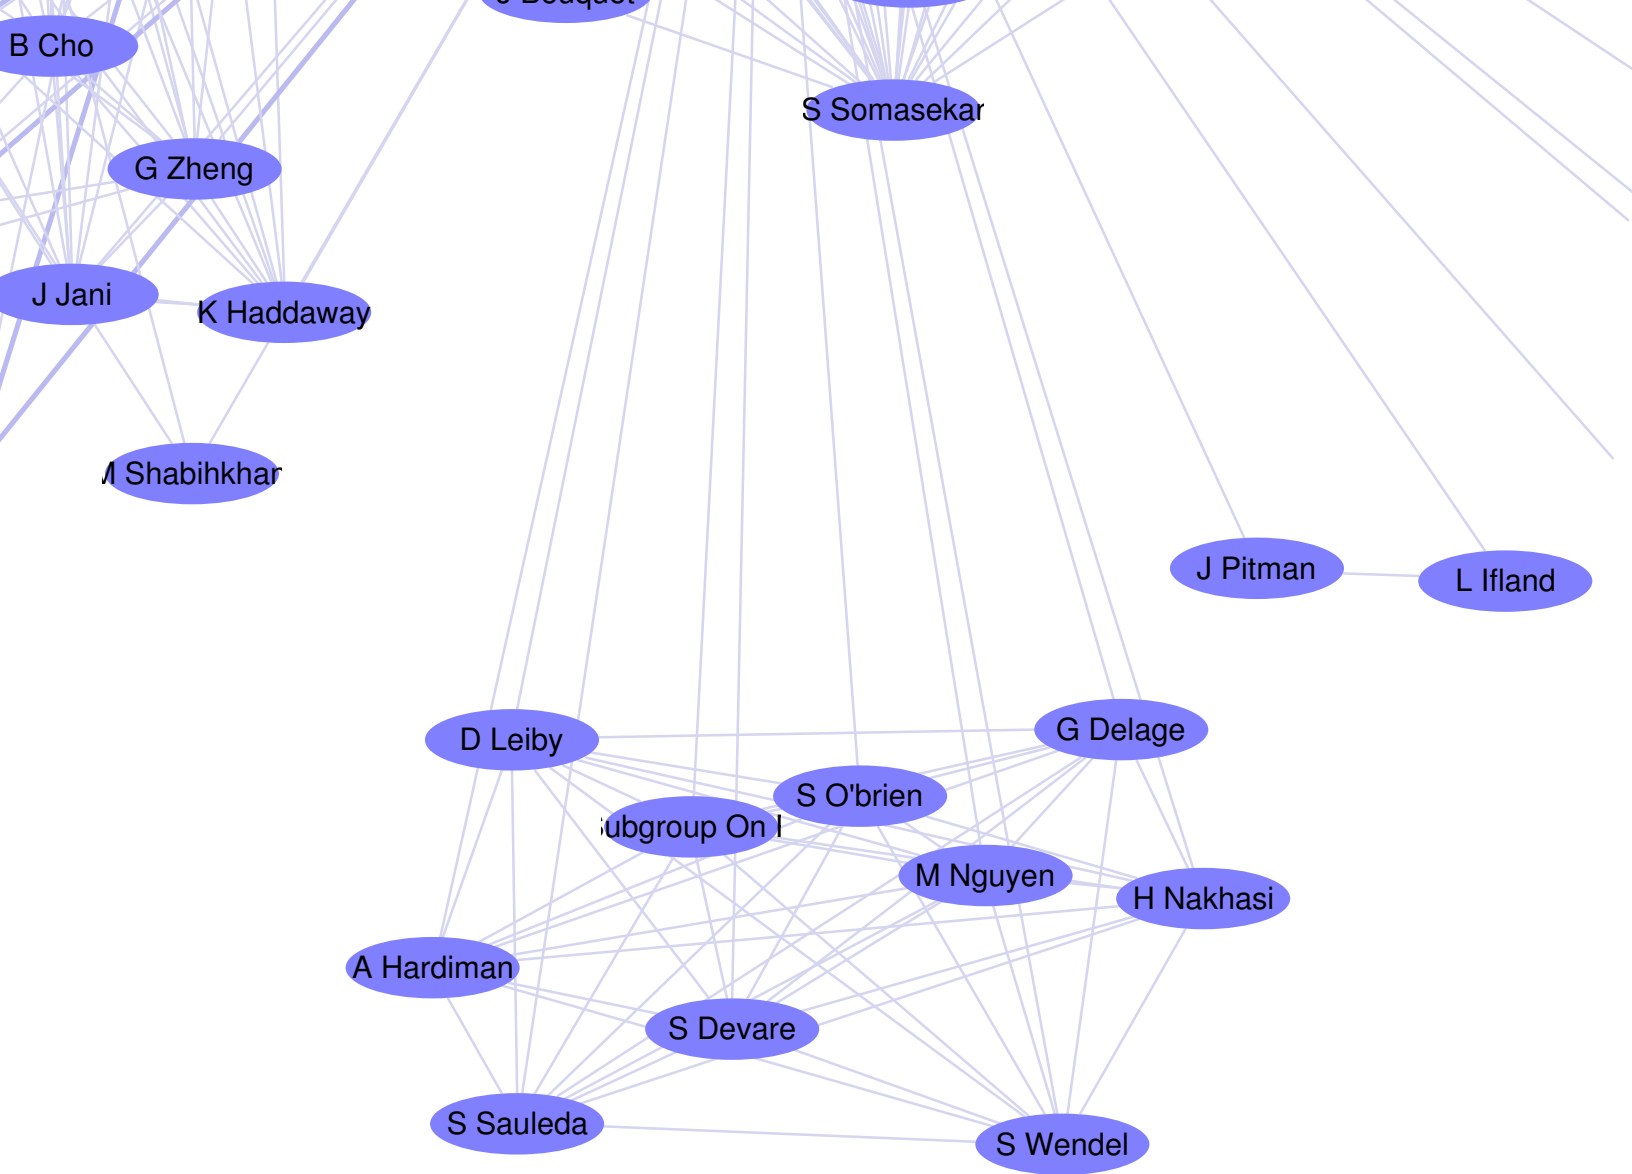 J Bouquet
B Cho
S Somasekar
G Zheng
J Jani
K Haddaway
M Shabihkhan
J Pitman
L Ifland
D Leiby
G Delage
S O'brien
ubgroup On
M Nguyen
H Nakhasi
A Hardiman
S Devare
S Sauleda
S Wendel